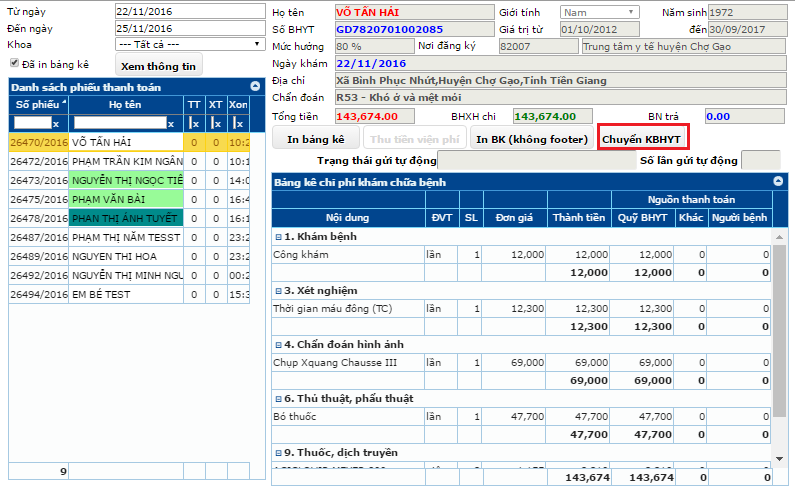 Từ ngày 22/11/2016
Đến ngày 25/11/2016
Khoa --- Tất cả ---
Đã in bảng kê Xem thông tin
Danh sách phiếu thanh toán
Số phiếu Họ tên TT XT Xon
x x x x
26470/2016 VÕ TẤN HẢI 0 0 10:2
26472/2016 PHẠM TRẦN KIM NGÂN 0 0 10:1
26473/2016 NGUYỄN THỊ NGỌC TIÊ 0 0 14:0
26475/2016 PHẠM VĂN BÀI 0 0 16:4
26478/2016 PHAN THỊ ÁNH TUYẾT 0 0 16:1
26487/2016 PHẠM THỊ NĂM TESST 0 0 23:2
26489/2016 NGUYEN THI HOA 0 0 23:2
26492/2016 NGUYỄN THỊ MINH NGU 0 0 00:2
26494/2016 EM BÉ TEST 0 0 15:3
9
Họ tên VÕ TẤN HẢI Giới tính Nam Năm sinh 1972
Số BHYT GD7820701002085 Giá trị từ 01/10/2012 đến 30/09/2017
Mức hưởng 80 % Nơi đăng ký 82007 Trung tâm y tế huyện Chợ Gạo
Ngày khám 22/11/2016
Địa chỉ Xã Bình Phục Nhứt,Huyện Chợ Gạo,Tỉnh Tiền Giang
Chẩn đoán R53 - Khó ở và mệt mỏi
Tổng tiền 143,674.00 BHXH chi 143,674.00 BN trả 0.00
In bảng kê Thu tiền viện phí In BK (không footer) Chuyển KBHYT
Trạng thái gửi tự động Số lần gửi tự động
Bảng kê chi phí khám chữa bệnh
Nguồn thanh toán
Nội dung ĐVT SL Đơn giá Thành tiền Quỹ BHYT Khác Người bệnh
1. Khám bệnh
Công khám lần 1 12,000 12,000 12,000 0 0
12,000 12,000 0 0
3. Xét nghiệm
Thời gian máu đông (TC) lần 1 12,300 12,300 12,300 0 0
12,300 12,300 0 0
4. Chẩn đoán hình ảnh
Chụp Xquang Chausse III lần 1 69,000 69,000 69,000 0 0
69,000 69,000 0 0
6. Thủ thuật, phẩu thuật
Bó thuốc lần 1 47,700 47,700 47,700 0 0
47,700 47,700 0 0
9. Thuốc, dịch truyền
143,674 143,674 0 0